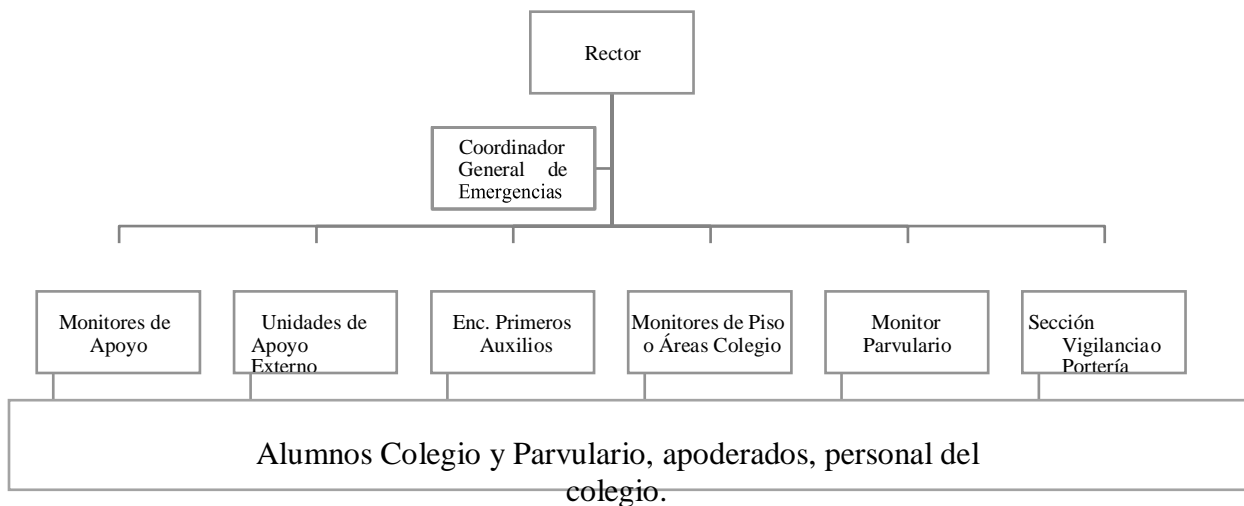 Rector
Coordinador
General de
Emergencias
Monitores de
Apoyo
Unidades de
Apoyo
Externo
Enc. Primeros
Auxilios
Monitores de Piso
o Áreas Colegio
Monitor
Parvulario
Sección
Vigilanciao
Portería
Alumnos Colegio y Parvulario, apoderados, personal del
colegio.